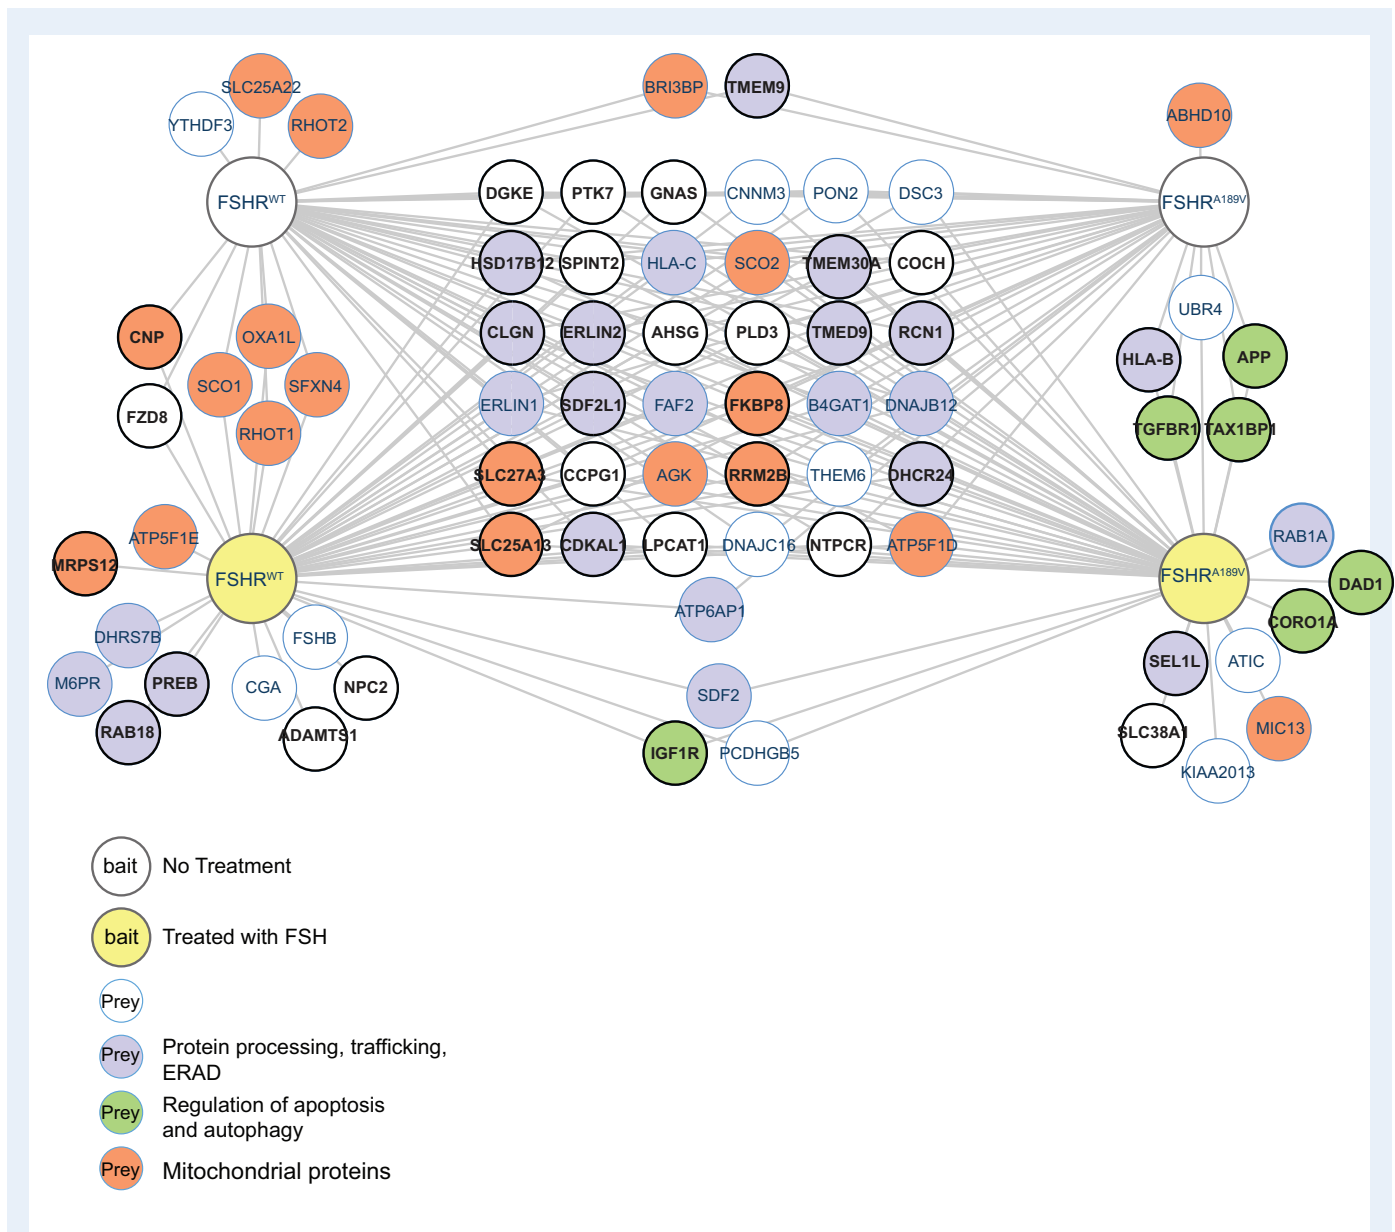 SLC25A22
YTHDF3
RHOT2
FSHRWT
BRI3BP
TMEM9
ABHD10
FSHRA189V
DGKE
PTK7
GNAS
CNNM3
PON2
DSC3
HSD17B12
SPINT2
HLA-C
SCO2
TMEM30A
COCH
CLGN
ERLIN2
AHSG
PLD3
TMED9
RCN1
ERLIN1
SDF2L1
FAF2
FKBP8
B4GAT1
DNAJB12
SLC27A3
CCPG1
AGK
RRM2B
THEM6
DHCR24
SLC25A13
CDKAL1
LPCAT1
DNAJC16
NTPCR
ATP5F1D
CNP
OXA1L
SCO1
SFXN4
FZD8
RHOT1
UBR4
HLA-B
APP
TGFBR1
TAX1BP1
ATP5F1E
MRPS12
FSHRWT
DHRS7B
FSHB
M6PR
PREB
CGA
NPC2
RAB18
ADAMTS1
ATP6AP1
SDF2
IGF1R
PCDHGB5
RAB1A
FSHRA189V
DAD1
CORO1A
SEL1L
ATIC
SLC38A1
MIC13
KIAA2013
bait No Treatment
bait Treated with FSH
Prey
Prey Protein processing, trafficking,
ERAD
Prey Regulation of apoptosis
and autophagy
Prey Mitochondrial proteins